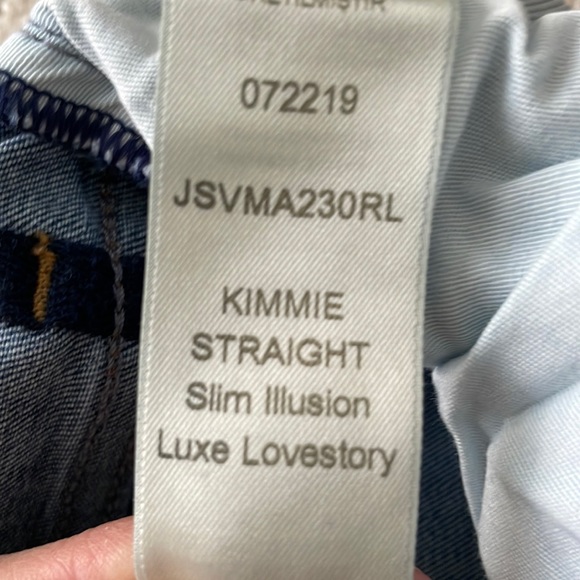 072219
JSVMA230RL
KIMMIE
STRAIGHT
Slim Illusion
Luxe Lovestory